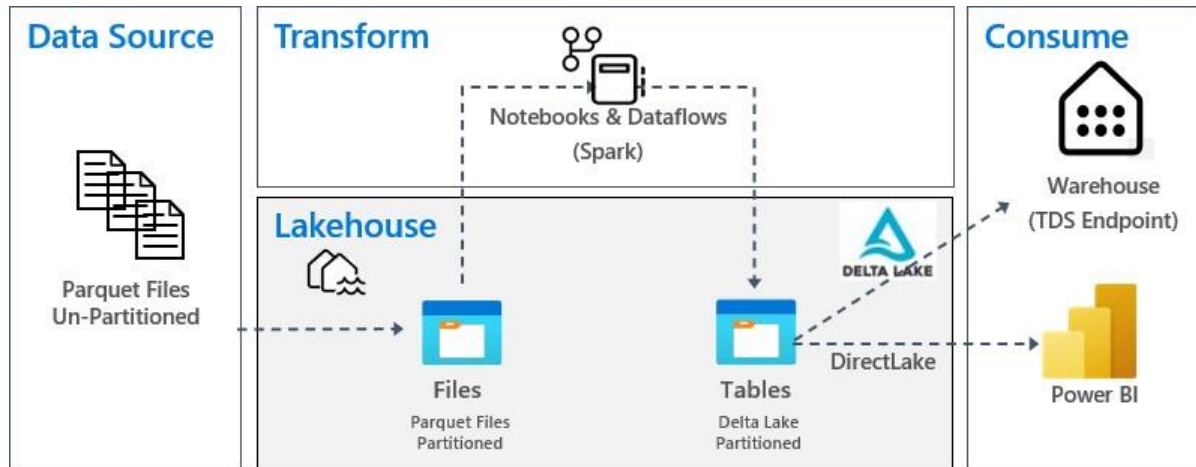 Data Source
Parquet Files
Un-Partitioned
Transform
Notebooks & Dataflows
(Spark)
Lakehouse
DELTA LAKE
Files
Parquet Files
Partitioned
Tables
Delta Lake
Partitioned
DirectLake
Consume
Warehouse
(TDS Endpoint)
Power BI